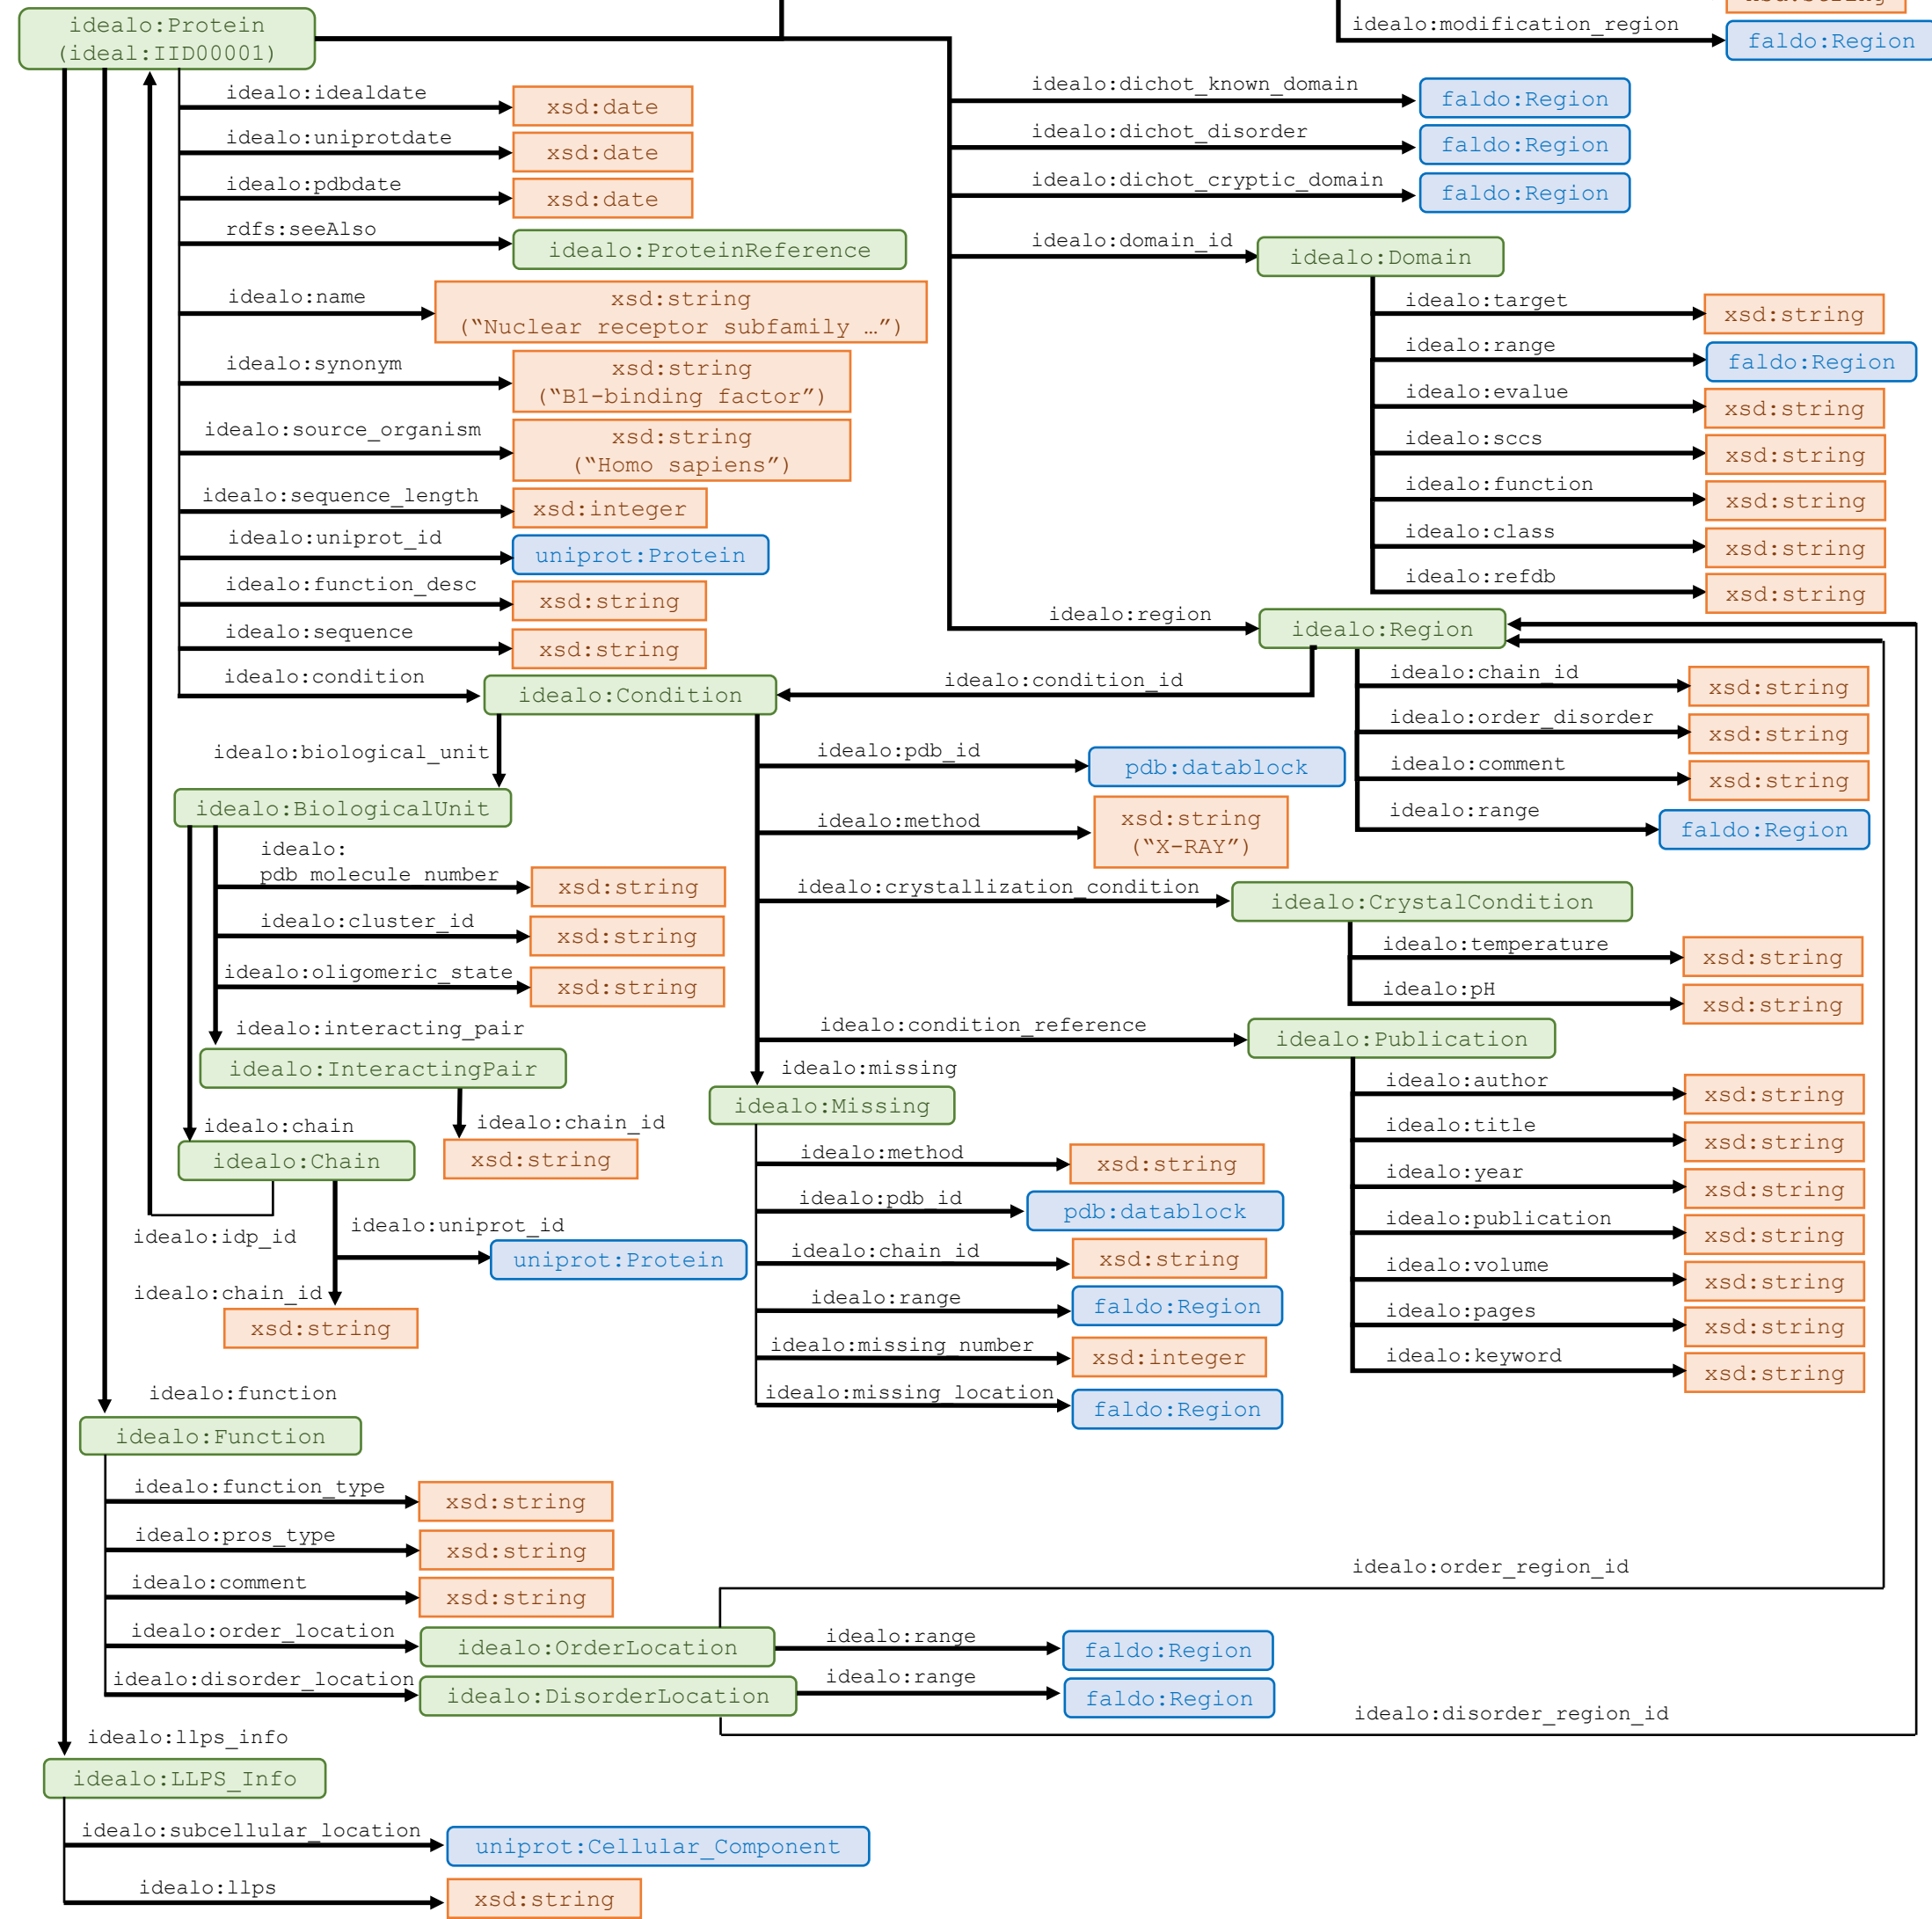 idealo:Protein
(ideal:IID00001)
xsd:string
idealo:modification_region
faldo:Region
idealo:idealdate
xsd:date
idealo:uniprotdate
xsd:date
idealo:pdbdate
xsd:date
rdfs:seeAlso
idealo:ProteinReference
idealo:name
xsd:string
(“Nuclear receptor subfamily …”)
idealo:synonym
xsd:string
(“B1-binding factor”)
idealo:source_organism
xsd:string
(“Homo sapiens”)
idealo:sequence_length
xsd:integer
idealo:uniprot_id
uniprot:Protein
idealo:function_desc
xsd:string
idealo:sequence
xsd:string
idealo:condition
idealo:Condition
idealo:dichot_known_domain
faldo:Region
idealo:dichot_disorder
faldo:Region
idealo:dichot_cryptic_domain
faldo:Region
idealo:domain_id
idealo:Domain
idealo:target
xsd:string
idealo:range
faldo:Region
idealo:evalue
xsd:string
idealo:sccs
xsd:string
idealo:function
xsd:string
idealo:class
xsd:string
idealo:refdb
xsd:string
idealo:region
idealo:Region
idealo:condition_id
idealo:chain_id
xsd:string
idealo:order_disorder
xsd:string
idealo:comment
xsd:string
idealo:range
faldo:Region
idealo:biological_unit
idealo:BiologicalUnit
idealo:
pdb_molecule_number
xsd:string
idealo:cluster_id
xsd:string
idealo:oligomeric_state
xsd:string
idealo:interacting_pair
idealo:InteractingPair
idealo:chain_id
xsd:string
idealo:chain
idealo:Chain
idealo:idp_id
idealo:uniprot_id
uniprot:Protein
idealo:chain_id
xsd:string
idealo:pdb_id
pdb:datablock
idealo:method
xsd:string
(“X-RAY”)
idealo:crystallization_condition
idealo:CrystalCondition
idealo:temperature
xsd:string
idealo:pH
xsd:string
idealo:condition_reference
idealo:Publication
idealo:author
xsd:string
idealo:title
xsd:string
idealo:year
xsd:string
idealo:publication
xsd:string
idealo:volume
xsd:string
idealo:pages
xsd:string
idealo:keyword
xsd:string
idealo:missing
idealo:Missing
idealo:method
xsd:string
idealo:pdb_id
pdb:datablock
idealo:chain_id
xsd:string
idealo:range
faldo:Region
idealo:missing_number
xsd:integer
idealo:missing_location
faldo:Region
idealo:function
idealo:Function
idealo:function_type
xsd:string
idealo:pros_type
xsd:string
idealo:comment
xsd:string
idealo:order_location
idealo:OrderLocation
idealo:range
faldo:Region
idealo:order_region_id
idealo:disorder_location
idealo:DisorderLocation
idealo:range
faldo:Region
idealo:disorder_region_id
idealo:llps_info
idealo:LLPS_Info
idealo:subcellular_location
uniprot:Cellular_Component
idealo:llps
xsd:string